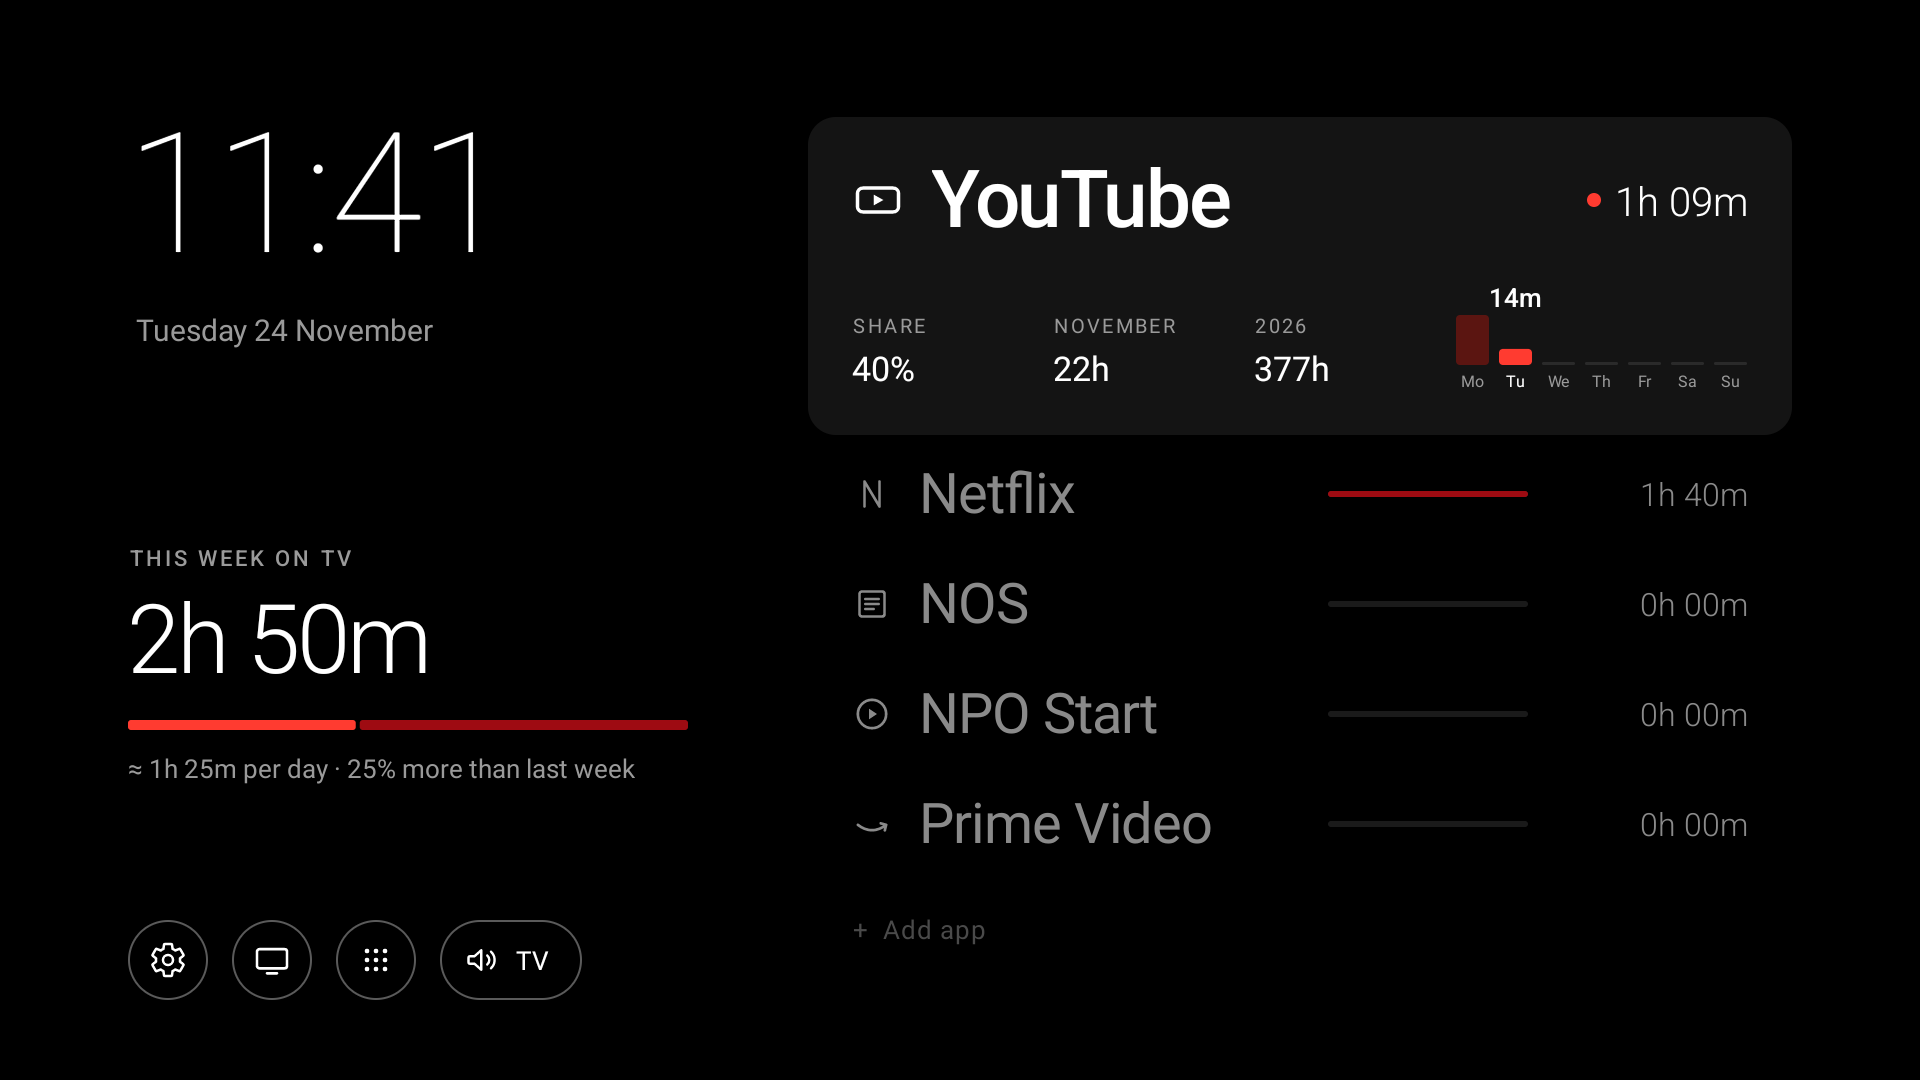 11:41
Tuesday 24 November
THIS WEEK ON TV
2h 50m
≈ 1h 25m per day · 25% more than last week
TV
YouTube
1h 09m
SHARE
40%
NOVEMBER
22h
2026
377h
14m
Mo Tu We Th Fr Sa Su
N Netflix 1h 40m
NOS 0h 00m
NPO Start 0h 00m
Prime Video 0h 00m
+ Add app